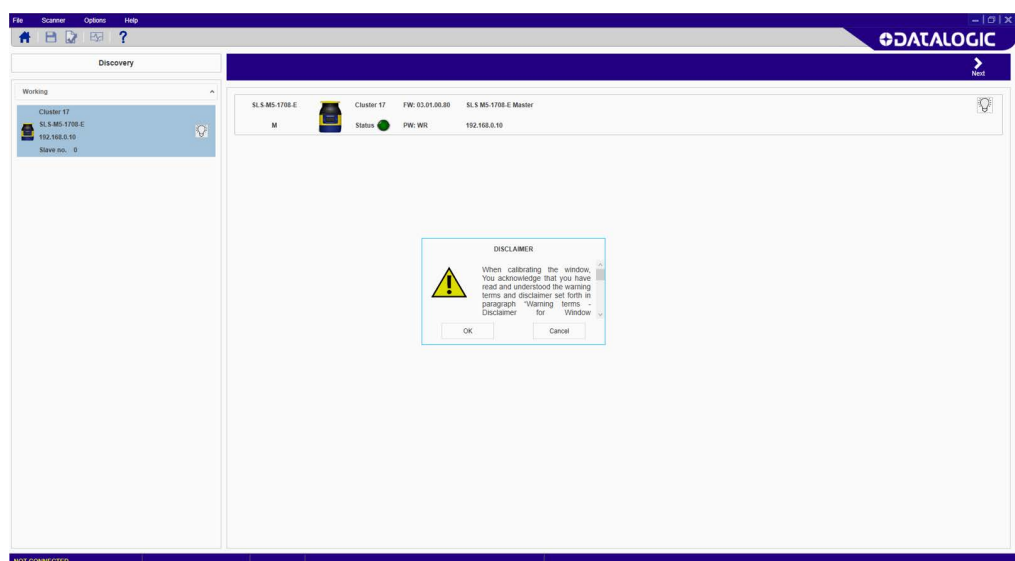 File Scanner Options Help
?
DATALOGIC
Discovery
Next
Working
Cluster 17
SLS-M5-1708-E
192.168.0.10
Slave no. 0
SLS-M5-1708-E Cluster 17 FW: 03.01.00.80 SLS M5-1708-E Master
M Status PW: WR 192.168.0.10
DISCLAIMER
When calibrating the window,
You acknowledge that you have
read and understood the warning
terms and disclaimer set forth in
paragraph "Warning terms -
Disclaimer for Window
OK Cancel
NOT CONNECTED